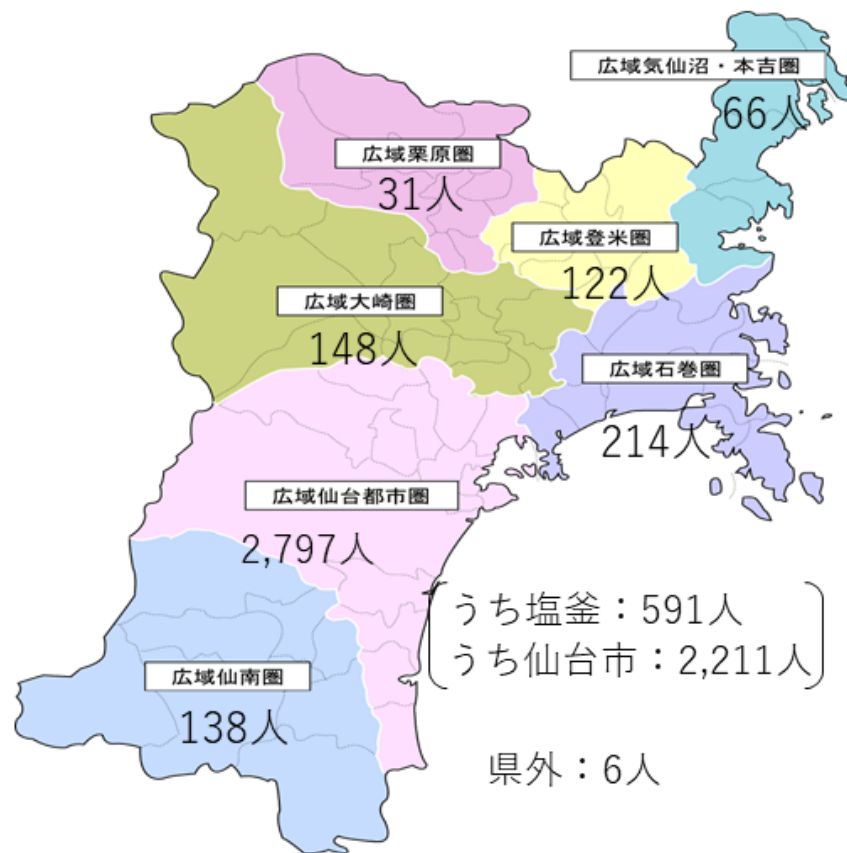 広域気仙沼・本吉圏
66人
広域栗原圏
31人
広域登米圏
122人
広域大崎圏
148人
広域石巻圏
214人
広域仙台都市圏
2,797人
うち塩釜：591人
うち仙台市：2,211人
広域仙南圏
138人
県外：6人